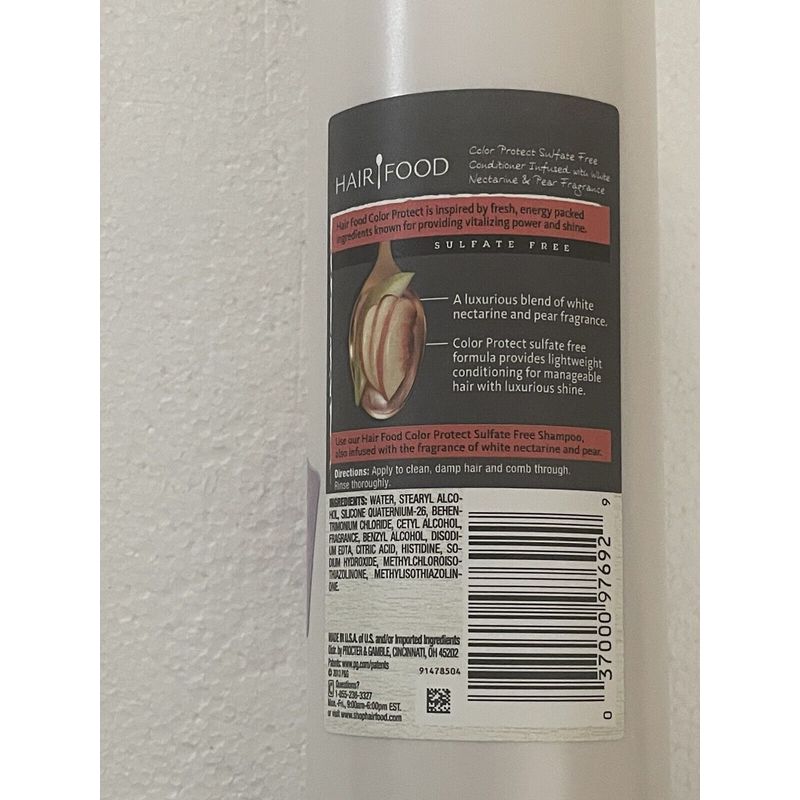 HAIR FOOD
Color Protect Sulfate Free
Conditioner Infused with White
Nectarine & Pear Fragrance
Hair Food Color Protect is inspired by fresh, energy packed
ingredients known for providing vitalizing power and shine.
SULFATE FREE
A luxurious blend of white
nectarine and pear fragrance.
Color Protect sulfate free
formula provides lightweight
conditioning for manageable
hair with luxurious shine.
Use our Hair Food Color Protect Sulfate Free Shampoo,
also infused with the fragrance of white nectarine and pear.
Directions: Apply to clean, damp hair and comb through.
Rinse thoroughly.
INGREDIENTS: WATER, STEARYL ALCO-
HOL, SILICONE QUATERNIUM-26, BEHEN-
TRIMONIUM CHLORIDE, CETYL ALCOHOL,
FRAGRANCE, BENZYL ALCOHOL, DISODI-
UM EDTA, CITRIC ACID, HISTIDINE, SO-
DIUM HYDROXIDE, METHYLCHLOROISO-
THIAZOLINONE, METHYLISOTHIAZOLIN-
ONE.
MADE IN U.S.A. of U.S. and/or Imported Ingredients
Distr. by PROCTER & GAMBLE, CINCINNATI, OH 45202
Patents: www.pg.com/patents
© 2013 P&G
91478504
Questions?
1-855-236-3327
Mon.-Fri., 9:00am-6:00pm EST.
or visit www.shophairfood.com
0 37000 97692 9